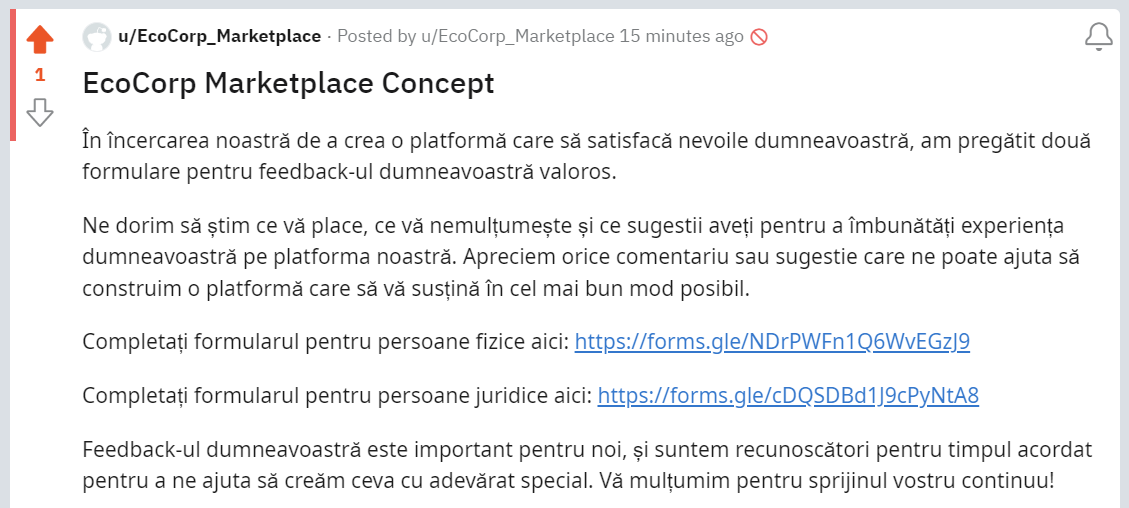 u/EcoCorp_Marketplace · Posted by u/EcoCorp_Marketplace 15 minutes ago
1
EcoCorp Marketplace Concept
În încercarea noastră de a crea o platformă care să satisfacă nevoile dumneavoastră, am pregătit două
formulare pentru feedback-ul dumneavoastră valoros.
Ne dorim să știm ce vă place, ce vă nemulțumește și ce sugestii aveți pentru a îmbunătăți experiența
dumneavoastră pe platforma noastră. Apreciem orice comentariu sau sugestie care ne poate ajuta să
construim o platformă care să vă susțină în cel mai bun mod posibil.
Completați formularul pentru persoane fizice aici: https://forms.gle/NDrPWFn1Q6WvEGzJ9
Completați formularul pentru persoane juridice aici: https://forms.gle/cDQSDBd1J9cPyNtA8
Feedback-ul dumneavoastră este important pentru noi, și suntem recunoscători pentru timpul acordat
pentru a ne ajuta să creăm ceva cu adevărat special. Vă mulțumim pentru sprijinul vostru continuu!